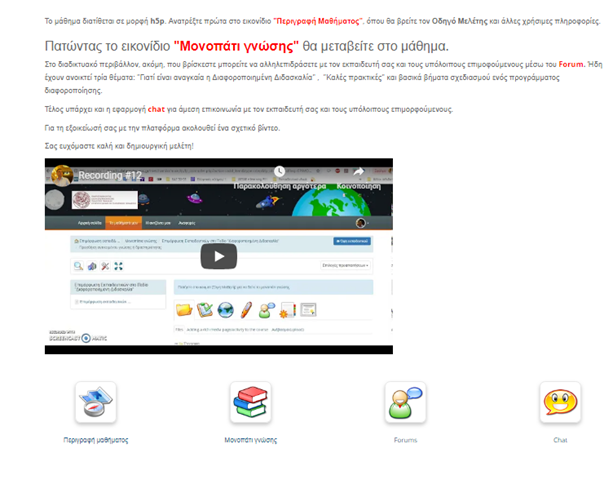 Το μάθημα διατίθεται σε μορφή h5p. Ανατρέξτε πρώτα στο εικονίδιο "Περιγραφή Μαθήματος", όπου θα βρείτε τον Οδηγό Μελέτης και άλλες χρήσιμες πληροφορίες.
Πατώντας το εικονίδιο "Μονοπάτι γνώσης" θα μεταβείτε στο μάθημα.
Στο διαδικτυακό περιβάλλον, ακόμη, που βρίσκεστε μπορείτε να αλληλεπιδράσετε με τον εκπαιδευτή σας και τους υπόλοιπους επιμορφούμενους μέσω του Forum. Ήδη
έχουν ανοικτεί τρία θέματα: "Γιατί είναι αναγκαία η Διαφοροποιημένη Διδασκαλία" , "Καλές πρακτικές" και βασικά βήματα σχεδιασμού ενός προγράμματος
διαφοροποίησης.
Τέλος υπάρχει και η εφαρμογή chat για άμεση επικοινωνία με τον εκπαιδευτή σας και τους υπόλοιπους επιμορφούμενους.
Για τη εξοικείωσή σας με την πλατφόρμα ακολουθεί ένα σχετικό βίντεο.
Σας ευχόμαστε καλή και δημιουργική μελέτη!
Recording #12
Παρακολούθηση αργότερα Κοινοποίηση
SCREENCAST MATIC
Περιγραφή μαθήματος Μονοπάτι γνώσης Forums Chat